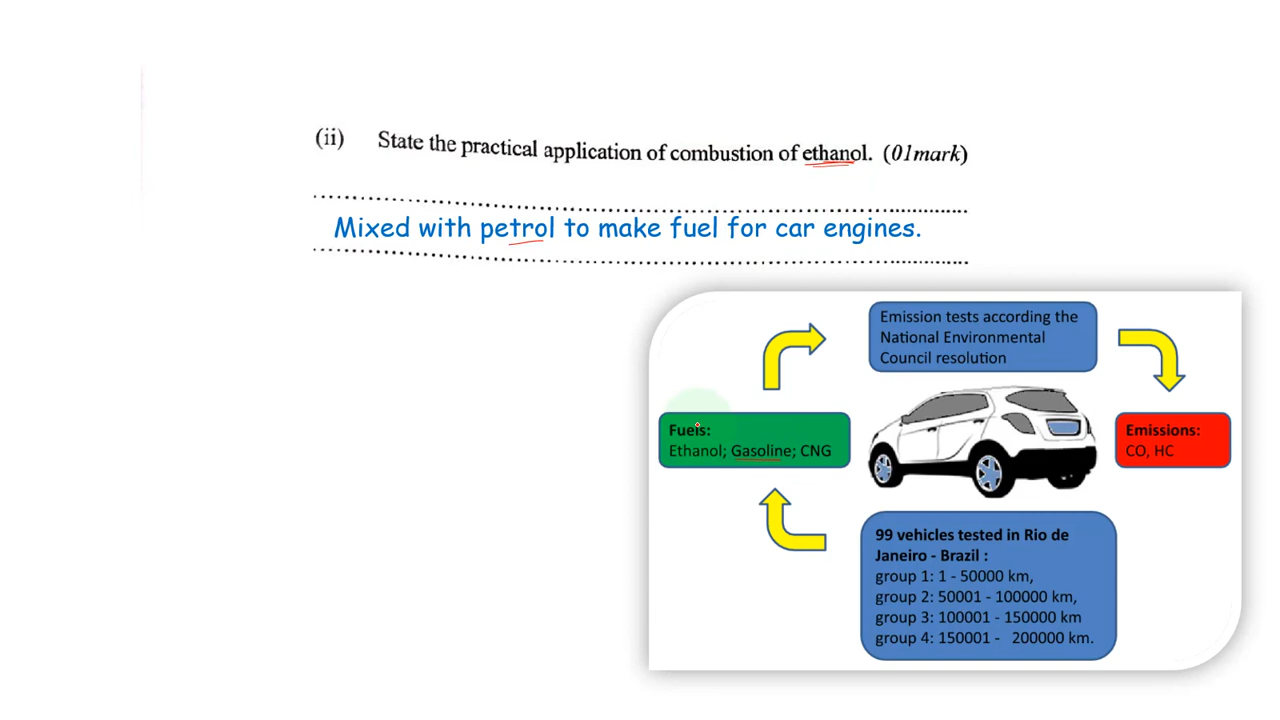 (ii) State the practical application of combustion of ethanol. (01mark)
Mixed with petrol to make fuel for car engines.
Emission tests according the
National Environmental
Council resolution
Fuels:
Ethanol; Gasoline; CNG
Emissions:
CO, HC
99 vehicles tested in Rio de
Janeiro - Brazil :
group 1: 1 - 50000 km,
group 2: 50001 - 100000 km,
group 3: 100001 - 150000 km
group 4: 150001 - 200000 km.